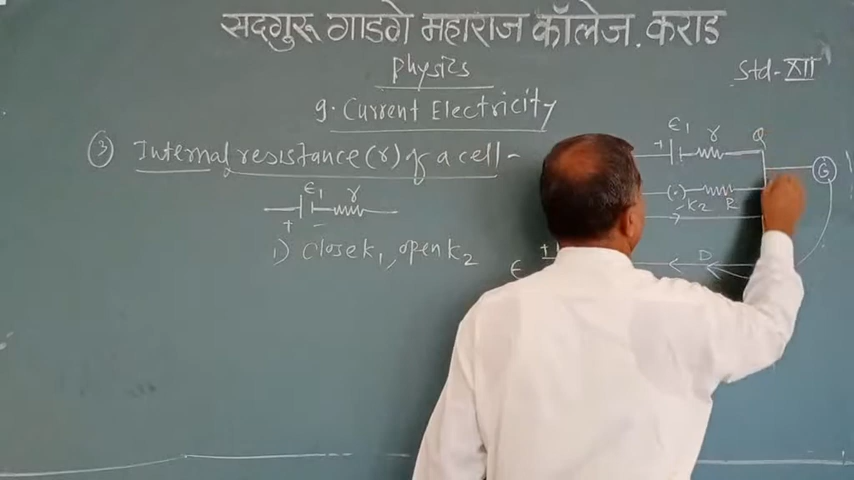 सदगुरू गाडगे महाराज कॉलेज. कराड
Physics
Std-XII
9. Current Electricity
③ Internal resistance (r) of a cell -
ε1 r
+ -
i) Close k1, open k2
+ ε1 r Q
G
K2 R
D
ε +